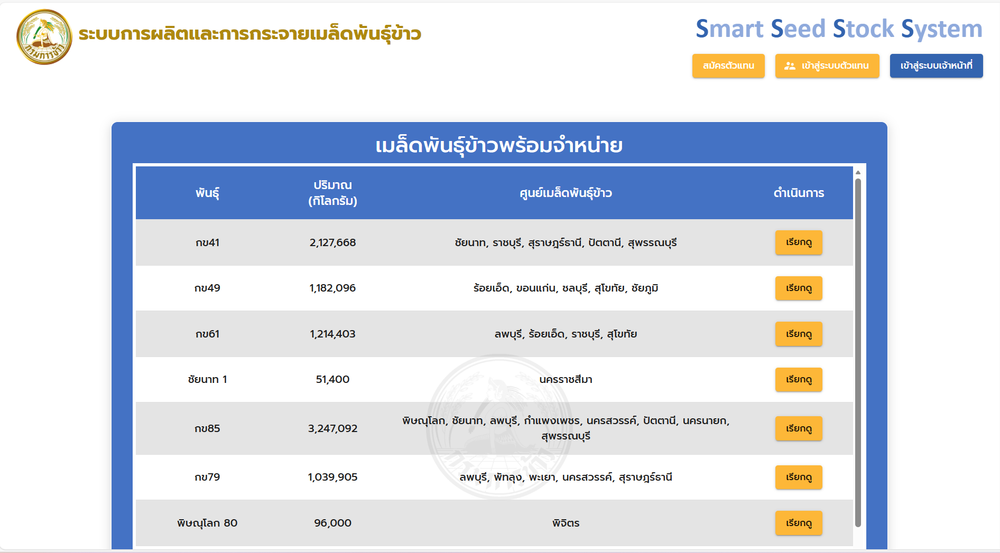 กรมการข้าว
ระบบการผลิตและการกระจายเมล็ดพันธุ์ข้าว
Smart Seed Stock System
สมัครตัวแทน เข้าสู่ระบบตัวแทน เข้าสู่ระบบเจ้าหน้าที่
เมล็ดพันธุ์ข้าวพร้อมจำหน่าย
พันธุ์ ปริมาณ (กิโลกรัม) ศูนย์เมล็ดพันธุ์ข้าว ดำเนินการ
กข41 2,127,668 ชัยนาท, ราชบุรี, สุราษฎร์ธานี, ปัตตานี, สุพรรณบุรี เรียกดู
กข49 1,182,096 ร้อยเอ็ด, ขอนแก่น, ชลบุรี, สุโขทัย, ชัยภูมิ เรียกดู
กข61 1,214,403 ลพบุรี, ร้อยเอ็ด, ราชบุรี, สุโขทัย เรียกดู
ชัยนาท 1 51,400 นครราชสีมา เรียกดู
กข85 3,247,092 พิษณุโลก, ชัยนาท, ลพบุรี, กำแพงเพชร, นครสวรรค์, ปัตตานี, นครนายก, สุพรรณบุรี เรียกดู
กข79 1,039,905 ลพบุรี, พัทลุง, พะเยา, นครสวรรค์, สุราษฎร์ธานี เรียกดู
พิษณุโลก 80 96,000 พิจิตร เรียกดู
กรมการข้าว